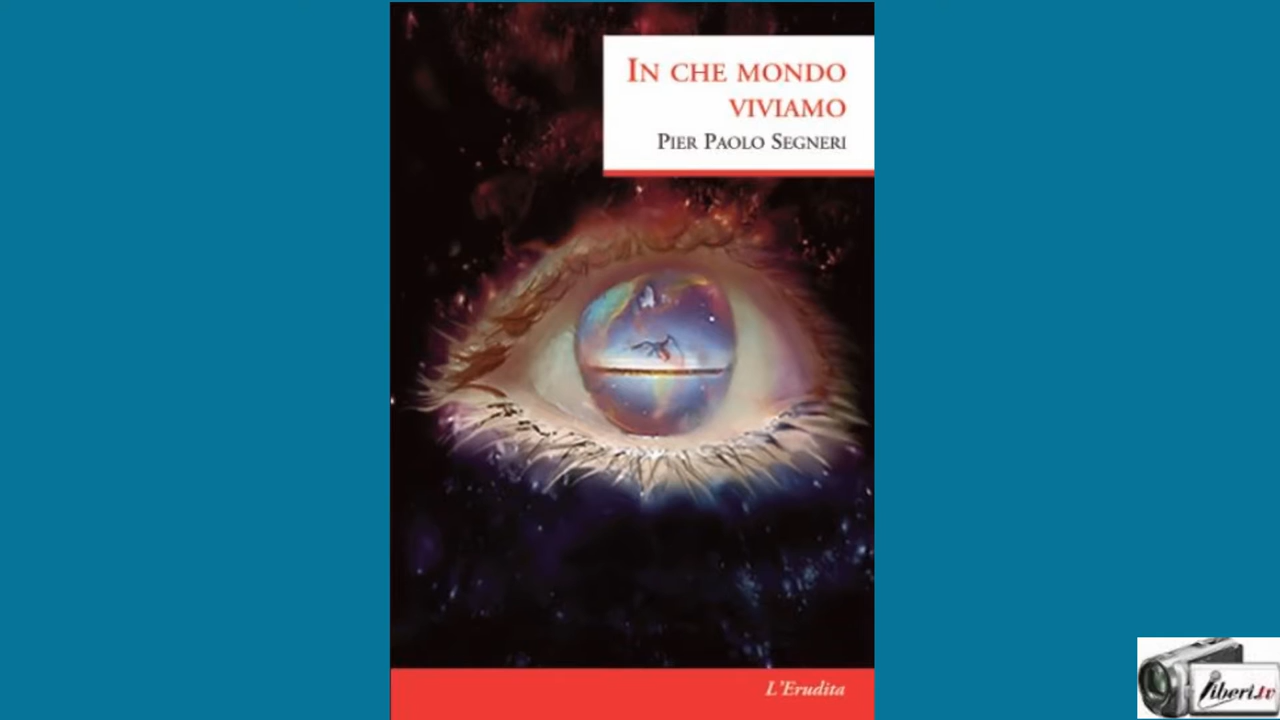 In che mondo
viviamo
Pier Paolo Segneri
L'Erudita
liberi.tv